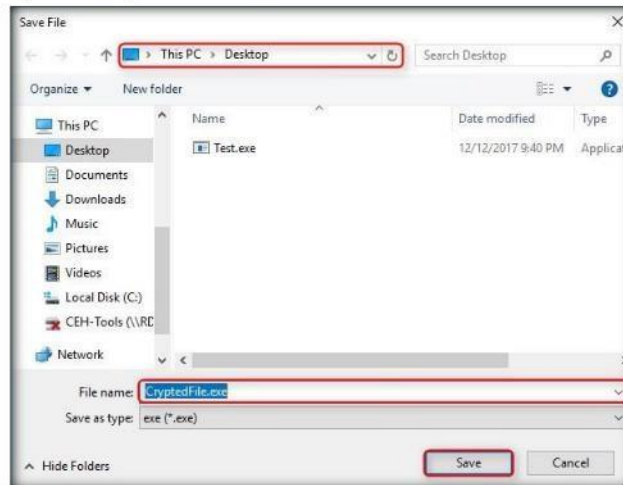 Save File
This PC > Desktop
Search Desktop
Organize
New folder
Name
Date modified
Type
This PC
Desktop
Test.exe
12/12/2017 9:40 PM
Applica
Documents
Downloads
Music
Pictures
Videos
Local Disk (C:)
CEH-Tools (\\RD
Network
File name: CryptedFile.exe
Save as type: exe (*.exe)
Hide Folders
Save
Cancel